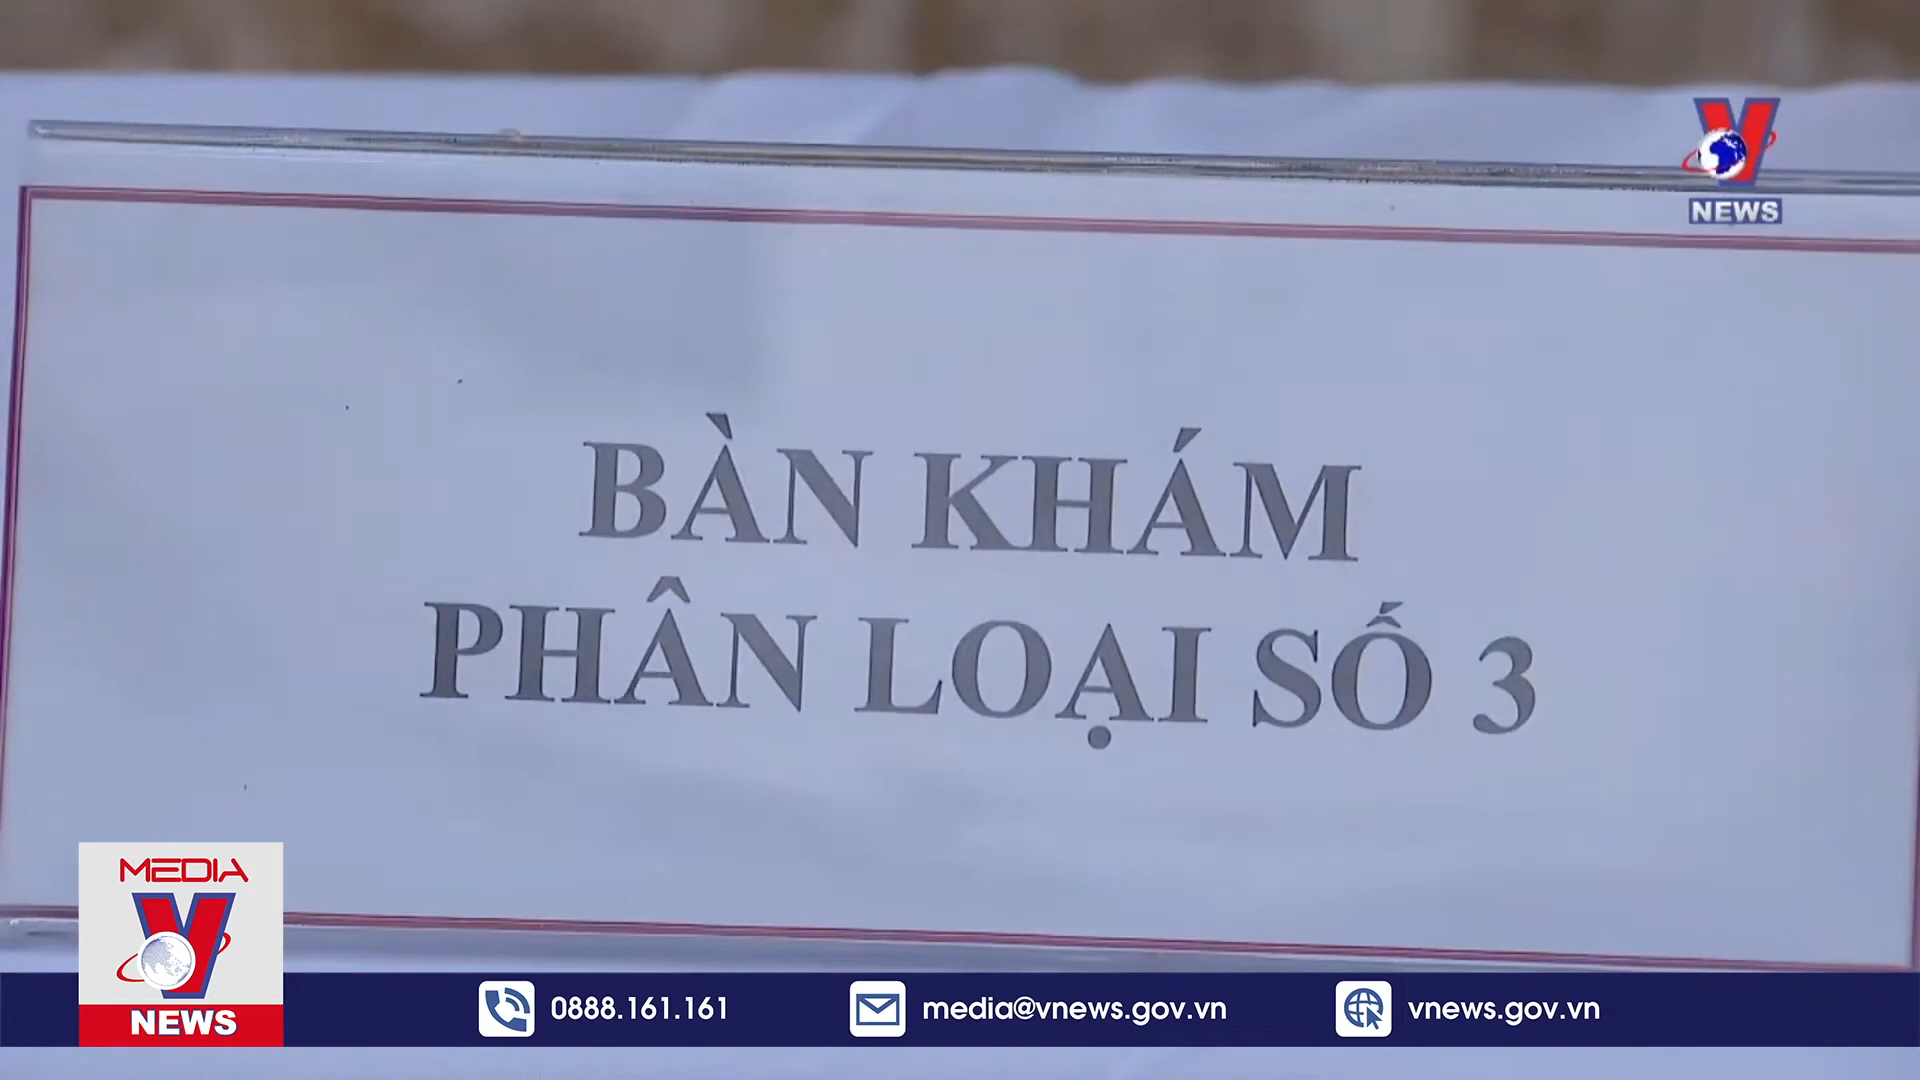 V
NEWS
BÀN KHÁM
PHÂN LOẠI SỐ 3
MEDIA
V
NEWS
0888.161.161
media@vnews.gov.vn
vnews.gov.vn